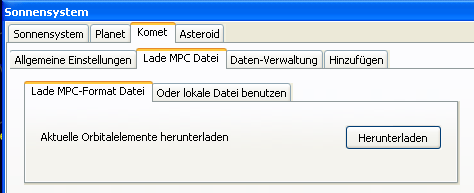 Sonnensystem
Sonnensystem Planet Komet Asteroid
Allgemeine Einstellungen Lade MPC Datei Daten-Verwaltung Hinzufügen
Lade MPC-Format Datei Oder lokale Datei benutzen
Aktuelle Orbitalelemente herunterladen Herunterladen